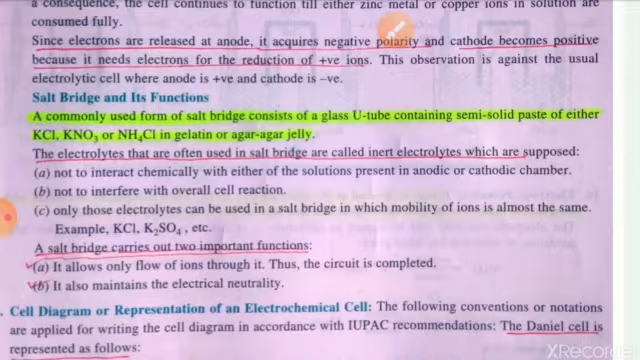 a consequence, the cell continues to function till either zinc metal or copper ions in solution are
consumed fully.
Since electrons are released at anode, it acquires negative polarity and cathode becomes positive
because it needs electrons for the reduction of +ve ions. This observation is against the usual
electrolytic cell where anode is +ve and cathode is –ve.
Salt Bridge and Its Functions
A commonly used form of salt bridge consists of a glass U-tube containing semi-solid paste of either
KCl, KNO₃ or NH₄Cl in gelatin or agar-agar jelly.
The electrolytes that are often used in salt bridge are called inert electrolytes which are supposed:
(a) not to interact chemically with either of the solutions present in anodic or cathodic chamber.
(b) not to interfere with overall cell reaction.
(c) only those electrolytes can be used in a salt bridge in which mobility of ions is almost the same.
Example, KCl, K₂SO₄, etc.
A salt bridge carries out two important functions:
(a) It allows only flow of ions through it. Thus, the circuit is completed.
(b) It also maintains the electrical neutrality.
. Cell Diagram or Representation of an Electrochemical Cell: The following conventions or notations
are applied for writing the cell diagram in accordance with IUPAC recommendations: The Daniel cell is
represented as follows:
XRecorder